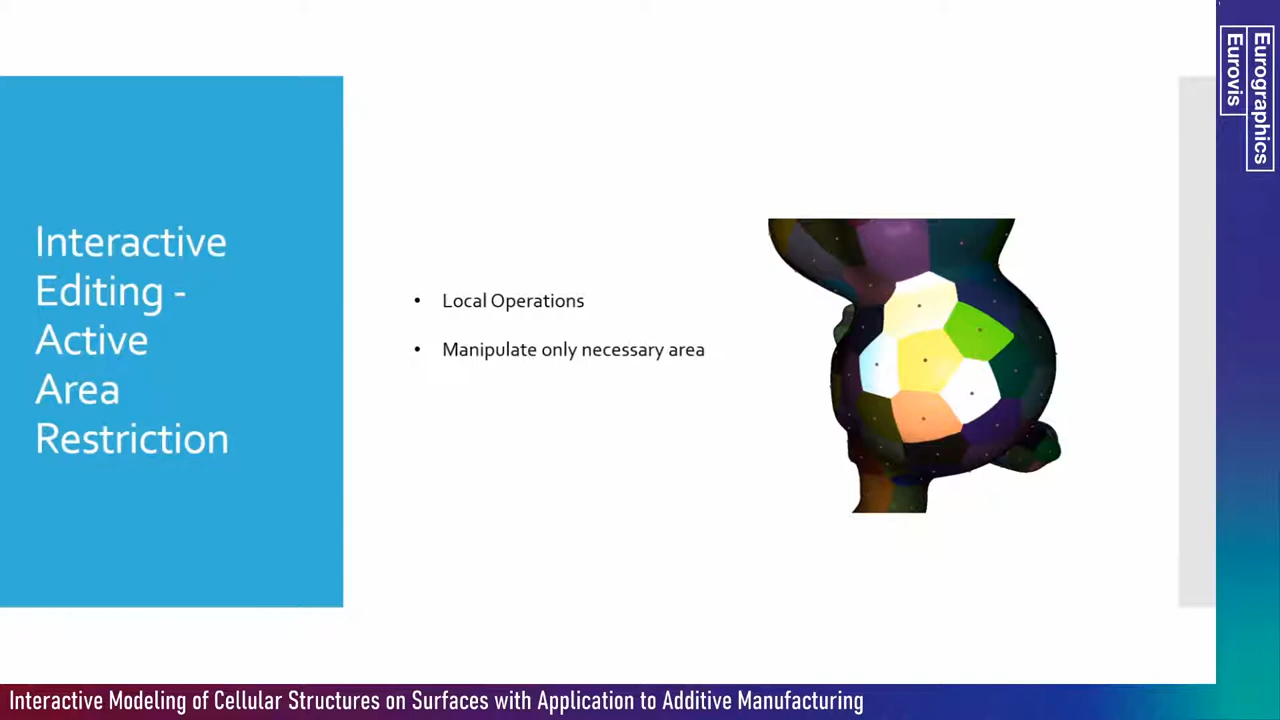 Interactive
Editing -
Active
Area
Restriction
• Local Operations
• Manipulate only necessary area
Eurographics
Eurovis
Interactive Modeling of Cellular Structures on Surfaces with Application to Additive Manufacturing